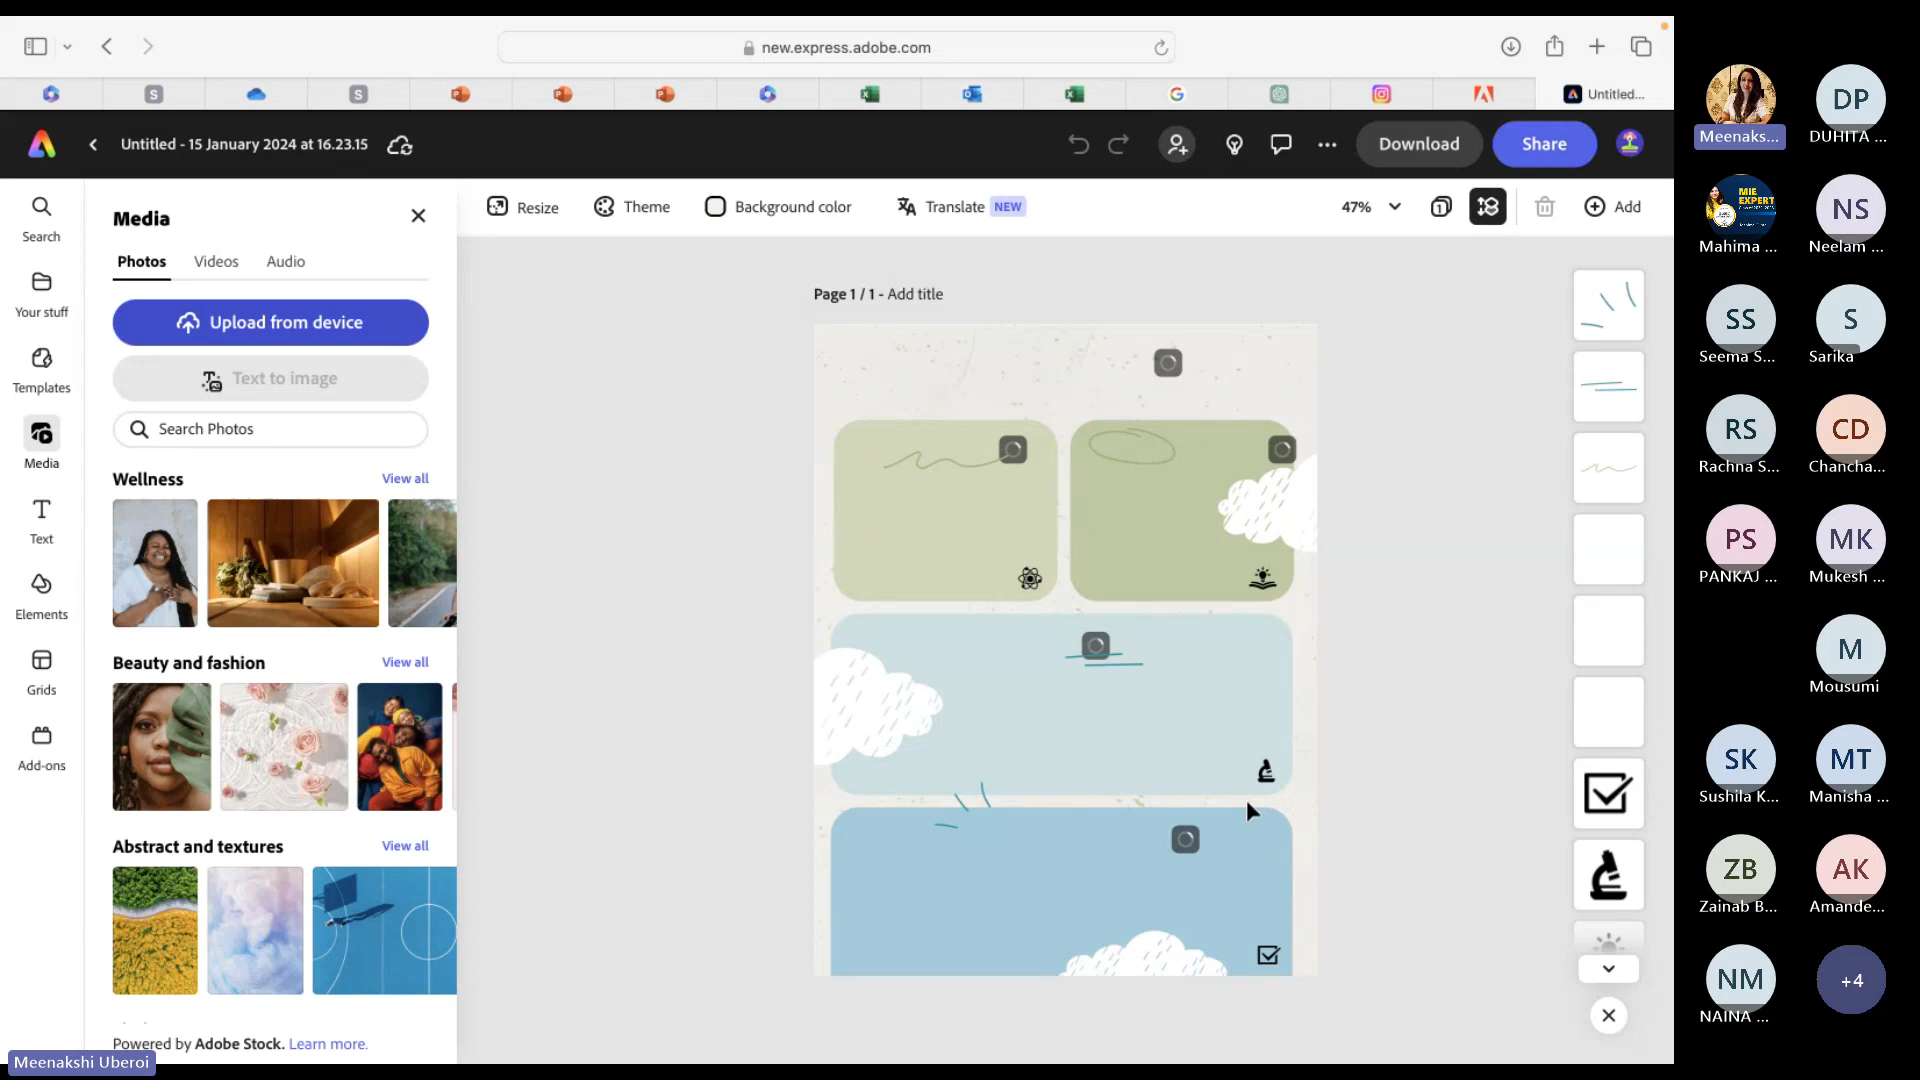 new.express.adobe.com
S
S
Untitled...
Untitled - 15 January 2024 at 16.23.15
Download
Share
Search
Your stuff
Templates
Media
Text
Elements
Grids
Add-ons
Media
Photos Videos Audio
Upload from device
Text to image
Search Photos
Wellness View all
Beauty and fashion View all
Abstract and textures View all
Powered by Adobe Stock. Learn more.
Meenakshi Uberoi
Resize Theme Background color Translate NEW
47% Add
Page 1 / 1 - Add title
Meenaks...
DP
DUHITA ...
MIE
EXPERT
Mahima ...
NS
Neelam ...
SS
Seema S...
S
Sarika
RS
Rachna S...
CD
Chancha...
PS
PANKAJ ...
MK
Mukesh ...
M
Mousumi
SK
Sushila K...
MT
Manisha ...
ZB
Zainab B...
AK
Amande...
NM
NAINA ...
+4